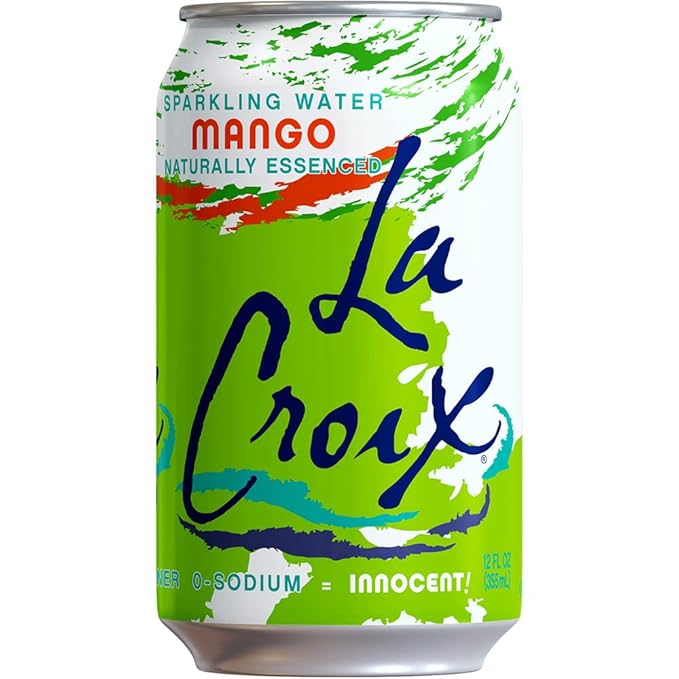 SPARKLING WATER
MANGO
NATURALLY ESSENCED
La
Croix
®
0-SODIUM = INNOCENT!
12 FL OZ
(355mL)